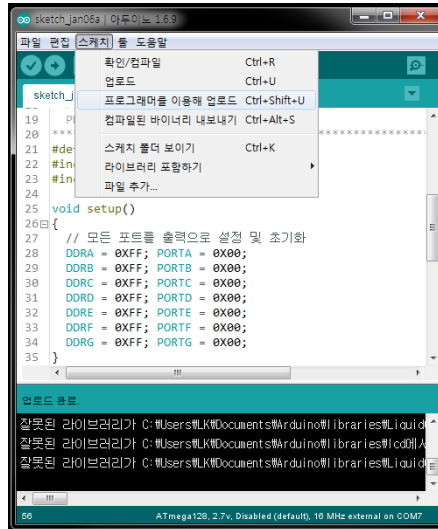 sketch_jan06a | 아두이노 1.6.9
파일 편집 스케치 툴 도움말
확인/컴파일 Ctrl+R
업로드 Ctrl+U
sketch_j 프로그래머를 이용해 업로드 Ctrl+Shift+U
컴파일된 바이너리 내보내기 Ctrl+Alt+S
19
20 ****
21 #de
스케치 폴더 보이기 Ctrl+K
22 #in
라이브러리 포함하기
23 #in
파일 추가...
24
25 void setup()
26 {
27 // 모든 포트를 출력으로 설정 및 초기화
28 DDRA = 0XFF; PORTA = 0X00;
29 DDRB = 0XFF; PORTB = 0X00;
30 DDRC = 0XFF; PORTC = 0X00;
31 DDRD = 0XFF; PORTD = 0X00;
32 DDRE = 0XFF; PORTE = 0X00;
33 DDRF = 0XFF; PORTF = 0X00;
34 DDRG = 0XFF; PORTG = 0X00;
35 }
업로드 완료.
잘못된 라이브러리가 C:₩Users₩LK₩Documents₩Arduino₩libraries₩Liquid
잘못된 라이브러리가 C:₩Users₩LK₩Documents₩Arduino₩libraries₩lcd에
잘못된 라이브러리가 C:₩Users₩LK₩Documents₩Arduino₩libraries₩Liquid
56 ATmega128, 2.7v, Disabled (default), 16 MHz external on COM7